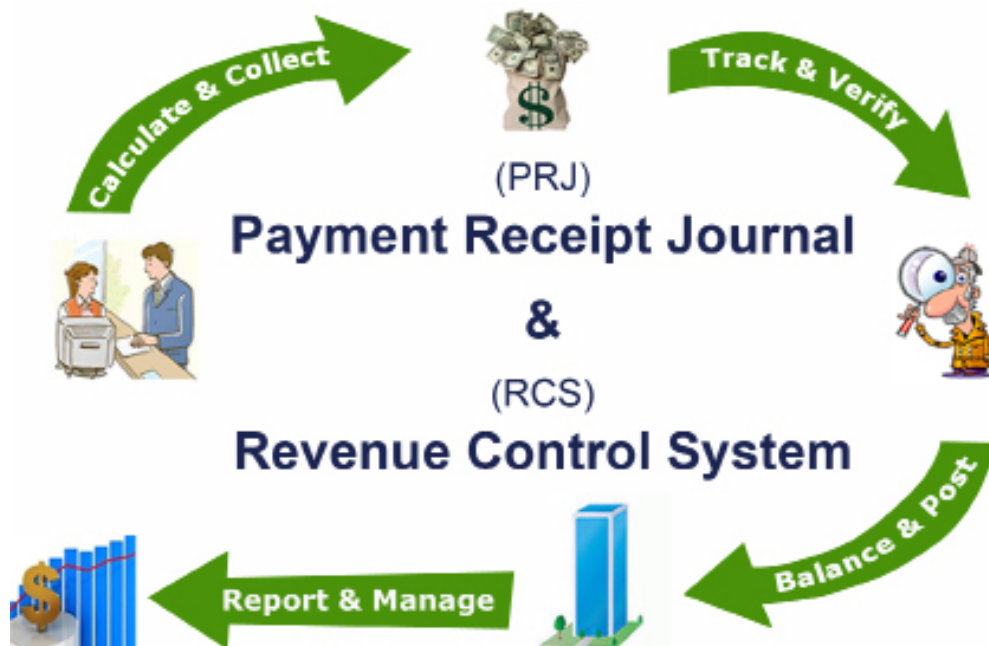 Calculate & Collect
Track & Verify
$
(PRJ)
Payment Receipt Journal
&
(RCS)
Revenue Control System
Balance & Post
Report & Manage
$